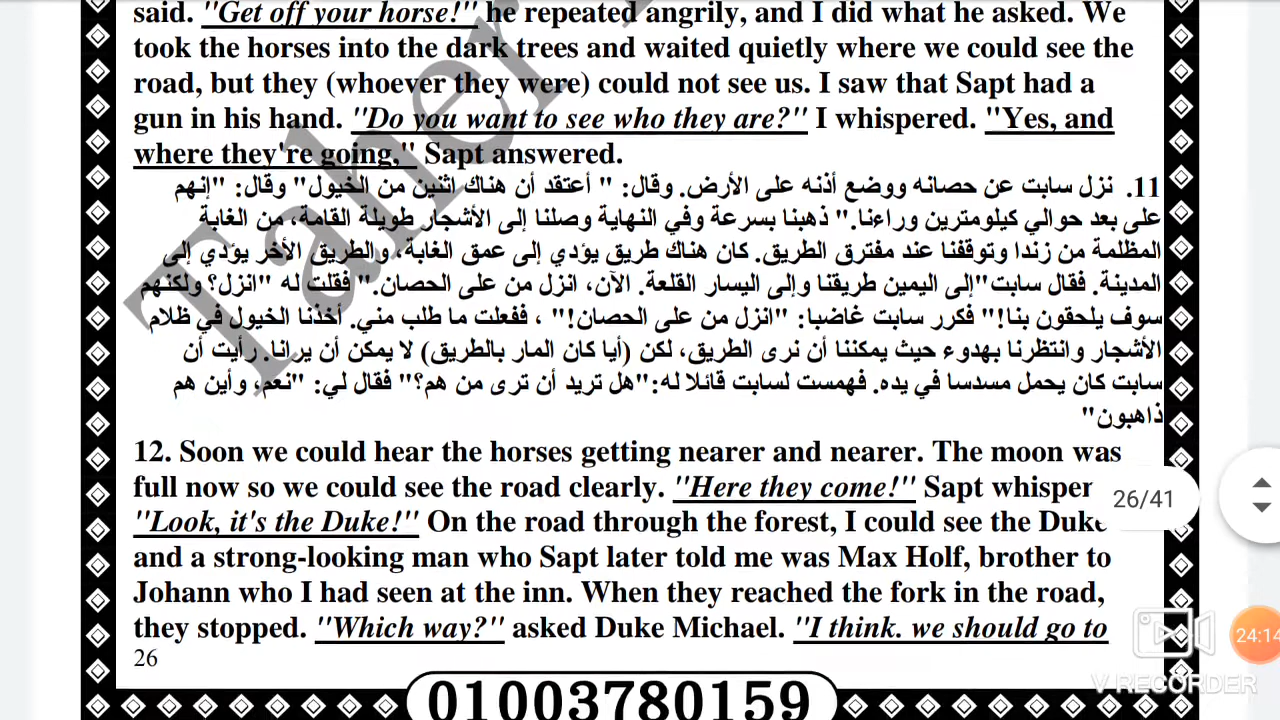 said. "Get off your horse!" he repeated angrily, and I did what he asked. We
took the horses into the dark trees and waited quietly where we could see the
road, but they (whoever they were) could not see us. I saw that Sapt had a
gun in his hand. "Do you want to see who they are?" I whispered. "Yes, and
where they're going," Sapt answered.
11. نزل سابت عن حصانه ووضع أذنه على الأرض. وقال: " أعتقد أن هناك اثنين من الخيول" وقال: "إنهم
على بعد حوالي كيلومترين وراءنا." ذهبنا بسرعة وفي النهاية وصلنا إلى الأشجار طويلة القامة، من الغابة
المظلمة من زندا وتوقفنا عند مفترق الطريق. كان هناك طريق يؤدي إلى عمق الغابة، والطريق الأخر يؤدي إلى
المدينة. فقال سابت"إلى اليمين طريقنا وإلى اليسار القلعة. الآن، انزل من على الحصان." فقلت له "انزل؟ ولكنهم
سوف يلحقون بنا!" فكرر سابت غاضبا: "انزل من على الحصان!" ، ففعلت ما طلب مني. أخذنا الخيول في ظلام
الأشجار وانتظرنا بهدوء حيث يمكننا أن نرى الطريق، لكن (أيا كان المار بالطريق) لا يمكن أن يرانا. رأيت أن
سابت كان يحمل مسدسا في يده. فهمست لسابت قائلا له:"هل تريد أن ترى من هم؟" فقال لي: "نعم، وأين هم
ذاهبون"
12. Soon we could hear the horses getting nearer and nearer. The moon was
full now so we could see the road clearly. "Here they come!" Sapt whisper
26/41
"Look, it's the Duke!" On the road through the forest, I could see the Duke
and a strong-looking man who Sapt later told me was Max Holf, brother to
Johann who I had seen at the inn. When they reached the fork in the road,
they stopped. "Which way?" asked Duke Michael. "I think. we should go to
24:14
26
V RECORDER
01003780159
Taher